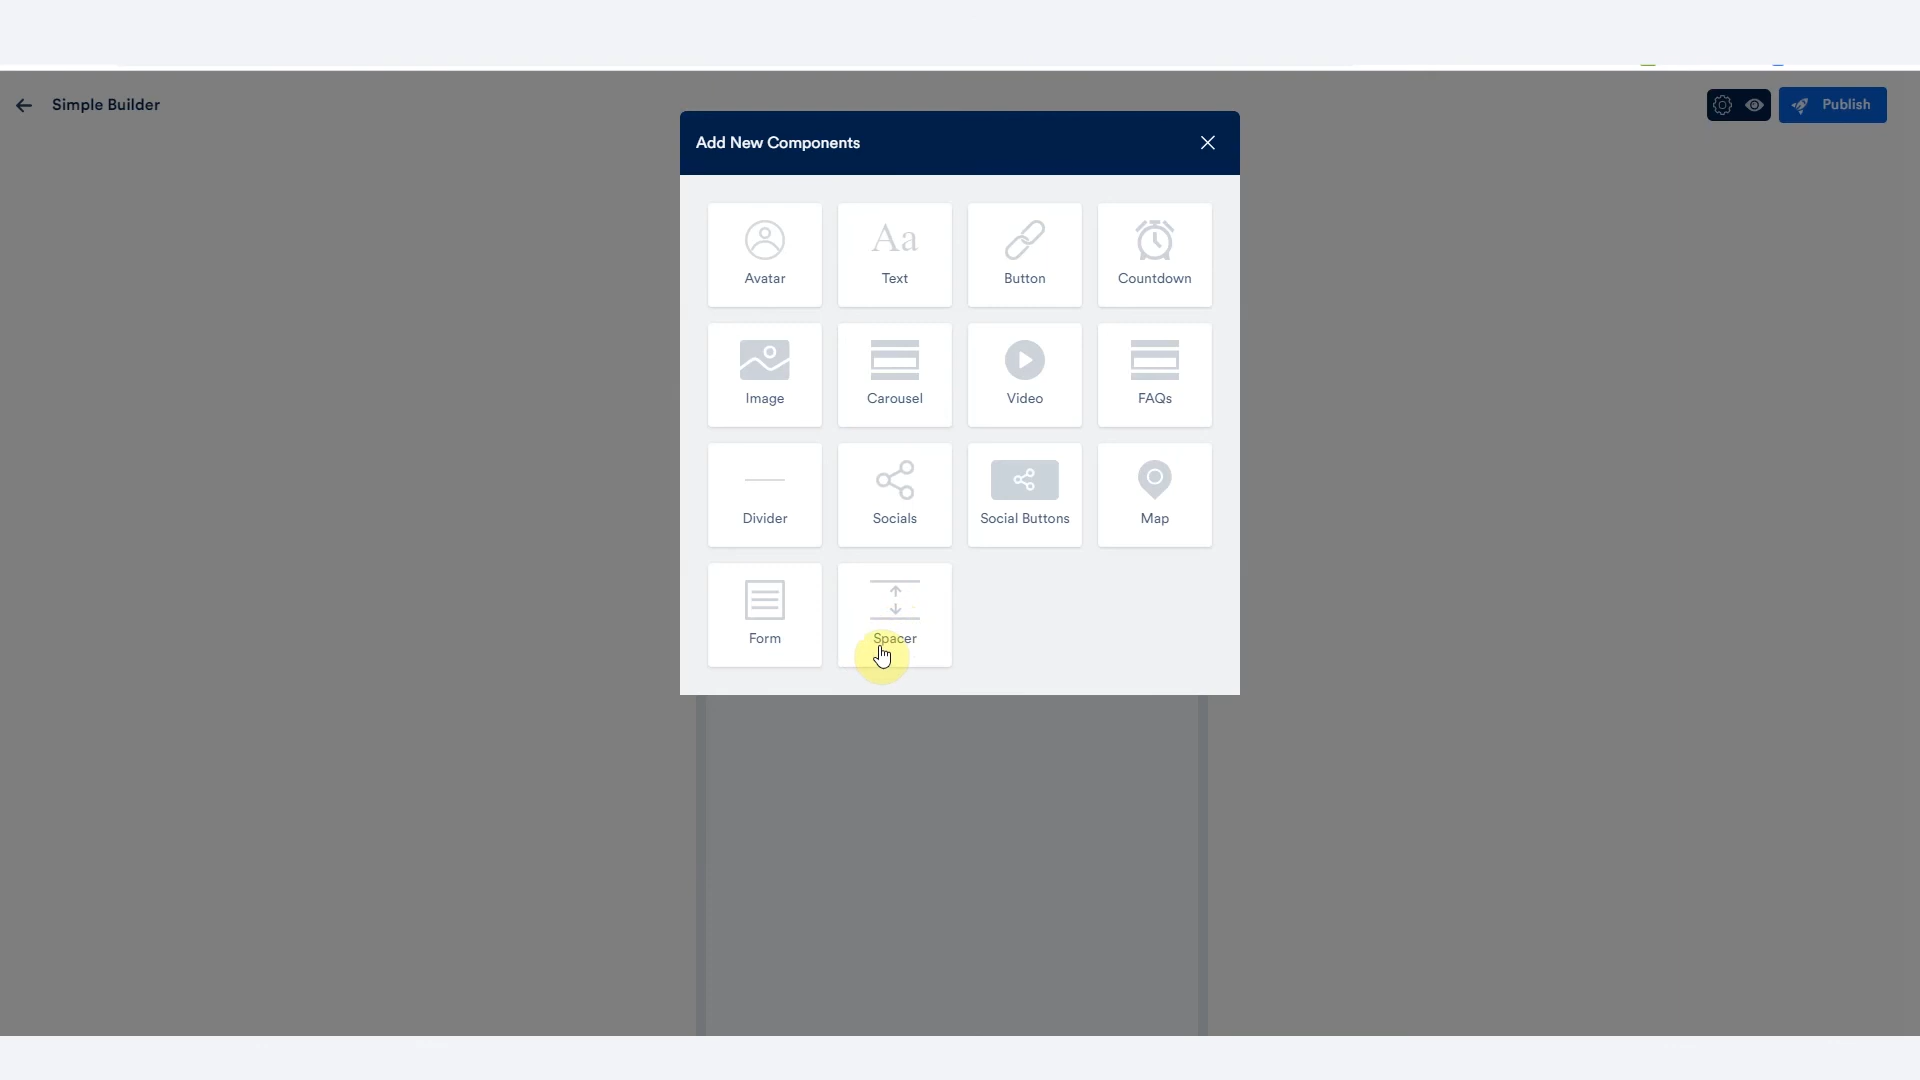 Simple Builder
Publish
Add New Components
Avatar
Aa
Text
Button
Countdown
Image
Carousel
Video
FAQs
Divider
Socials
Social Buttons
Map
Form
Spacer